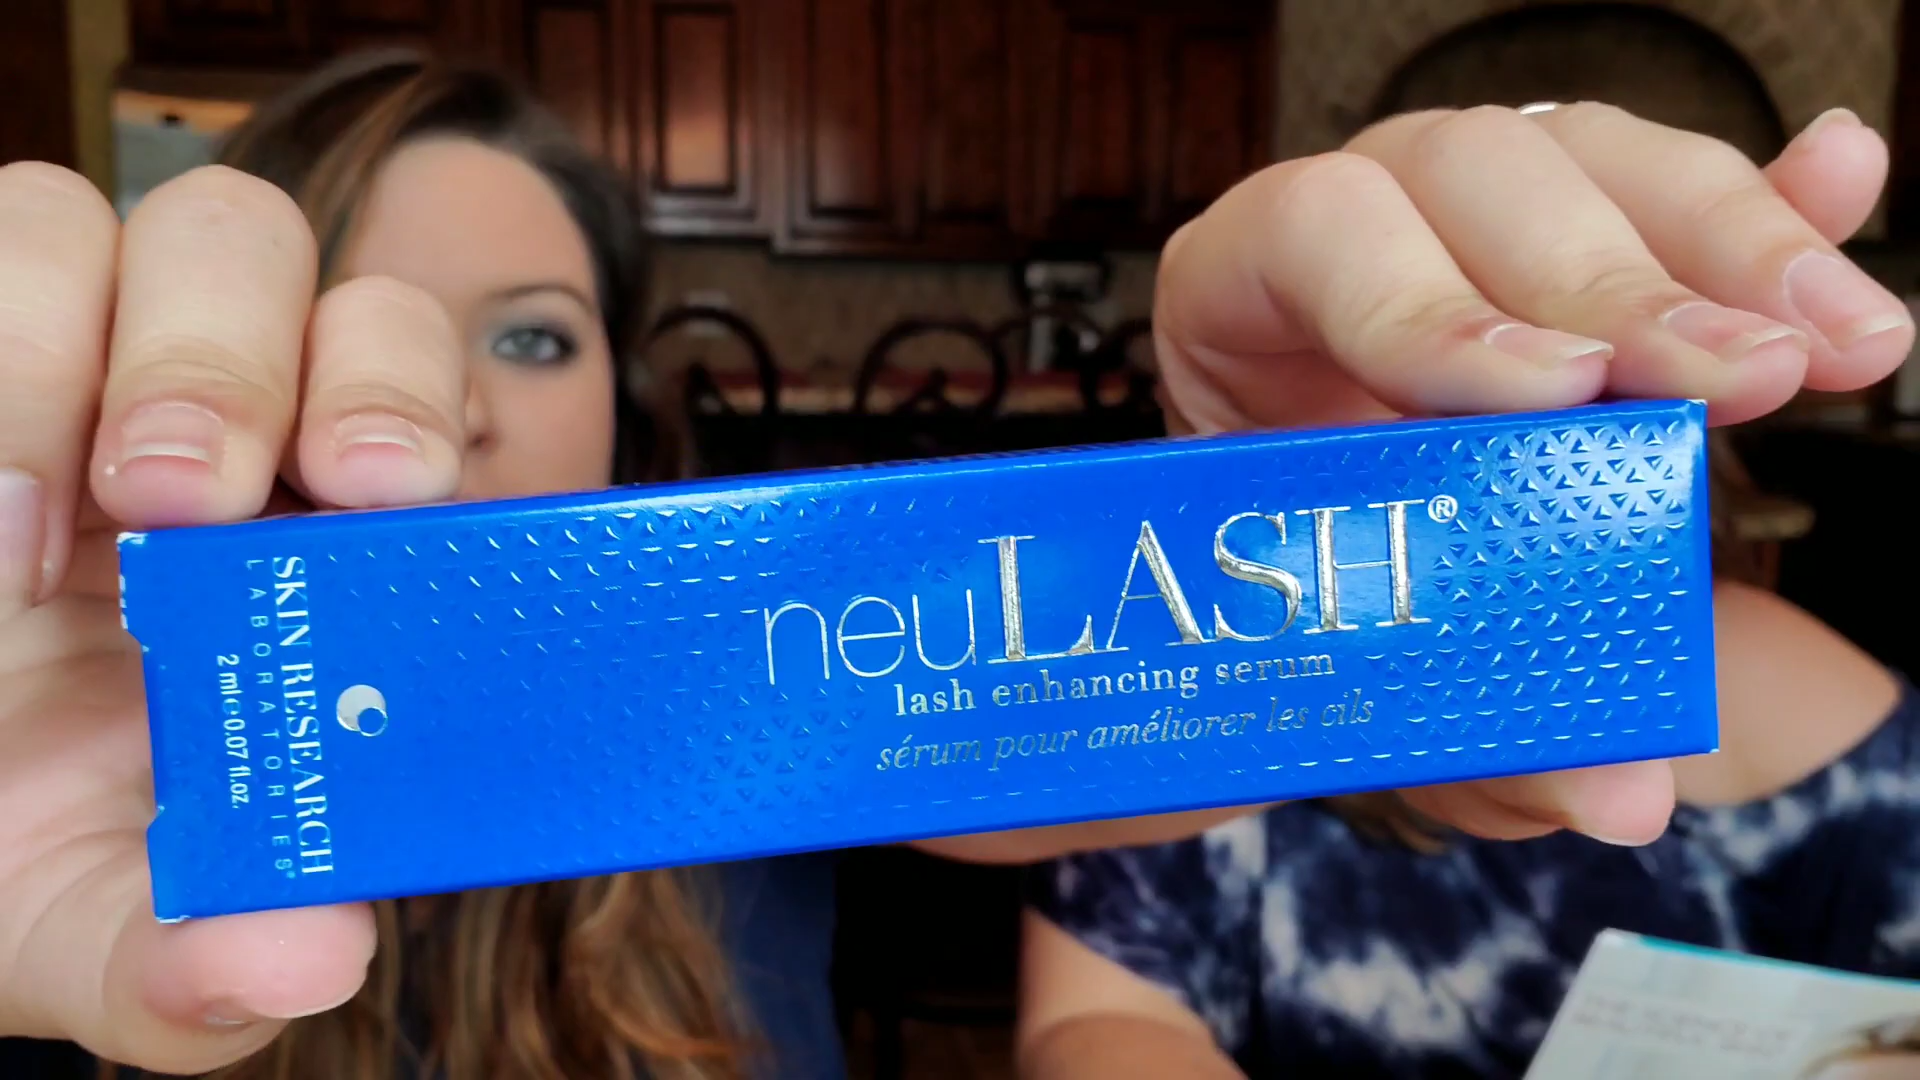 neuLASH®
lash enhancing serum
sérum pour améliorer les cils
SKIN RESEARCH
LABORATORIES®
2 ml e 0.07 fl.oz.